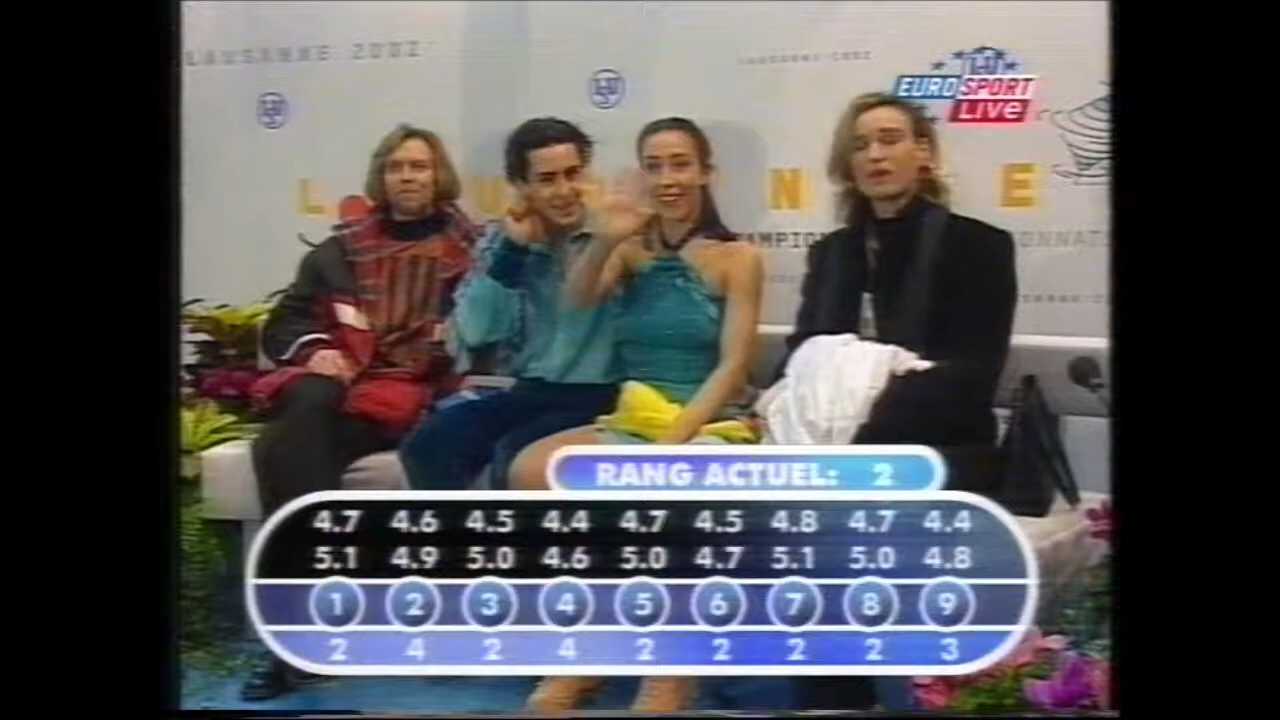 LAUSANNE 2002
LAUSANNE 2002
ISU
ISU
EUROSPORT
LIVE
L U N E
RANG ACTUEL: 2
4.7 4.6 4.5 4.4 4.7 4.5 4.8 4.7 4.4
5.1 4.9 5.0 4.6 5.0 4.7 5.1 5.0 4.8
1 2 3 4 5 6 7 8 9
2 4 2 4 2 2 2 2 3